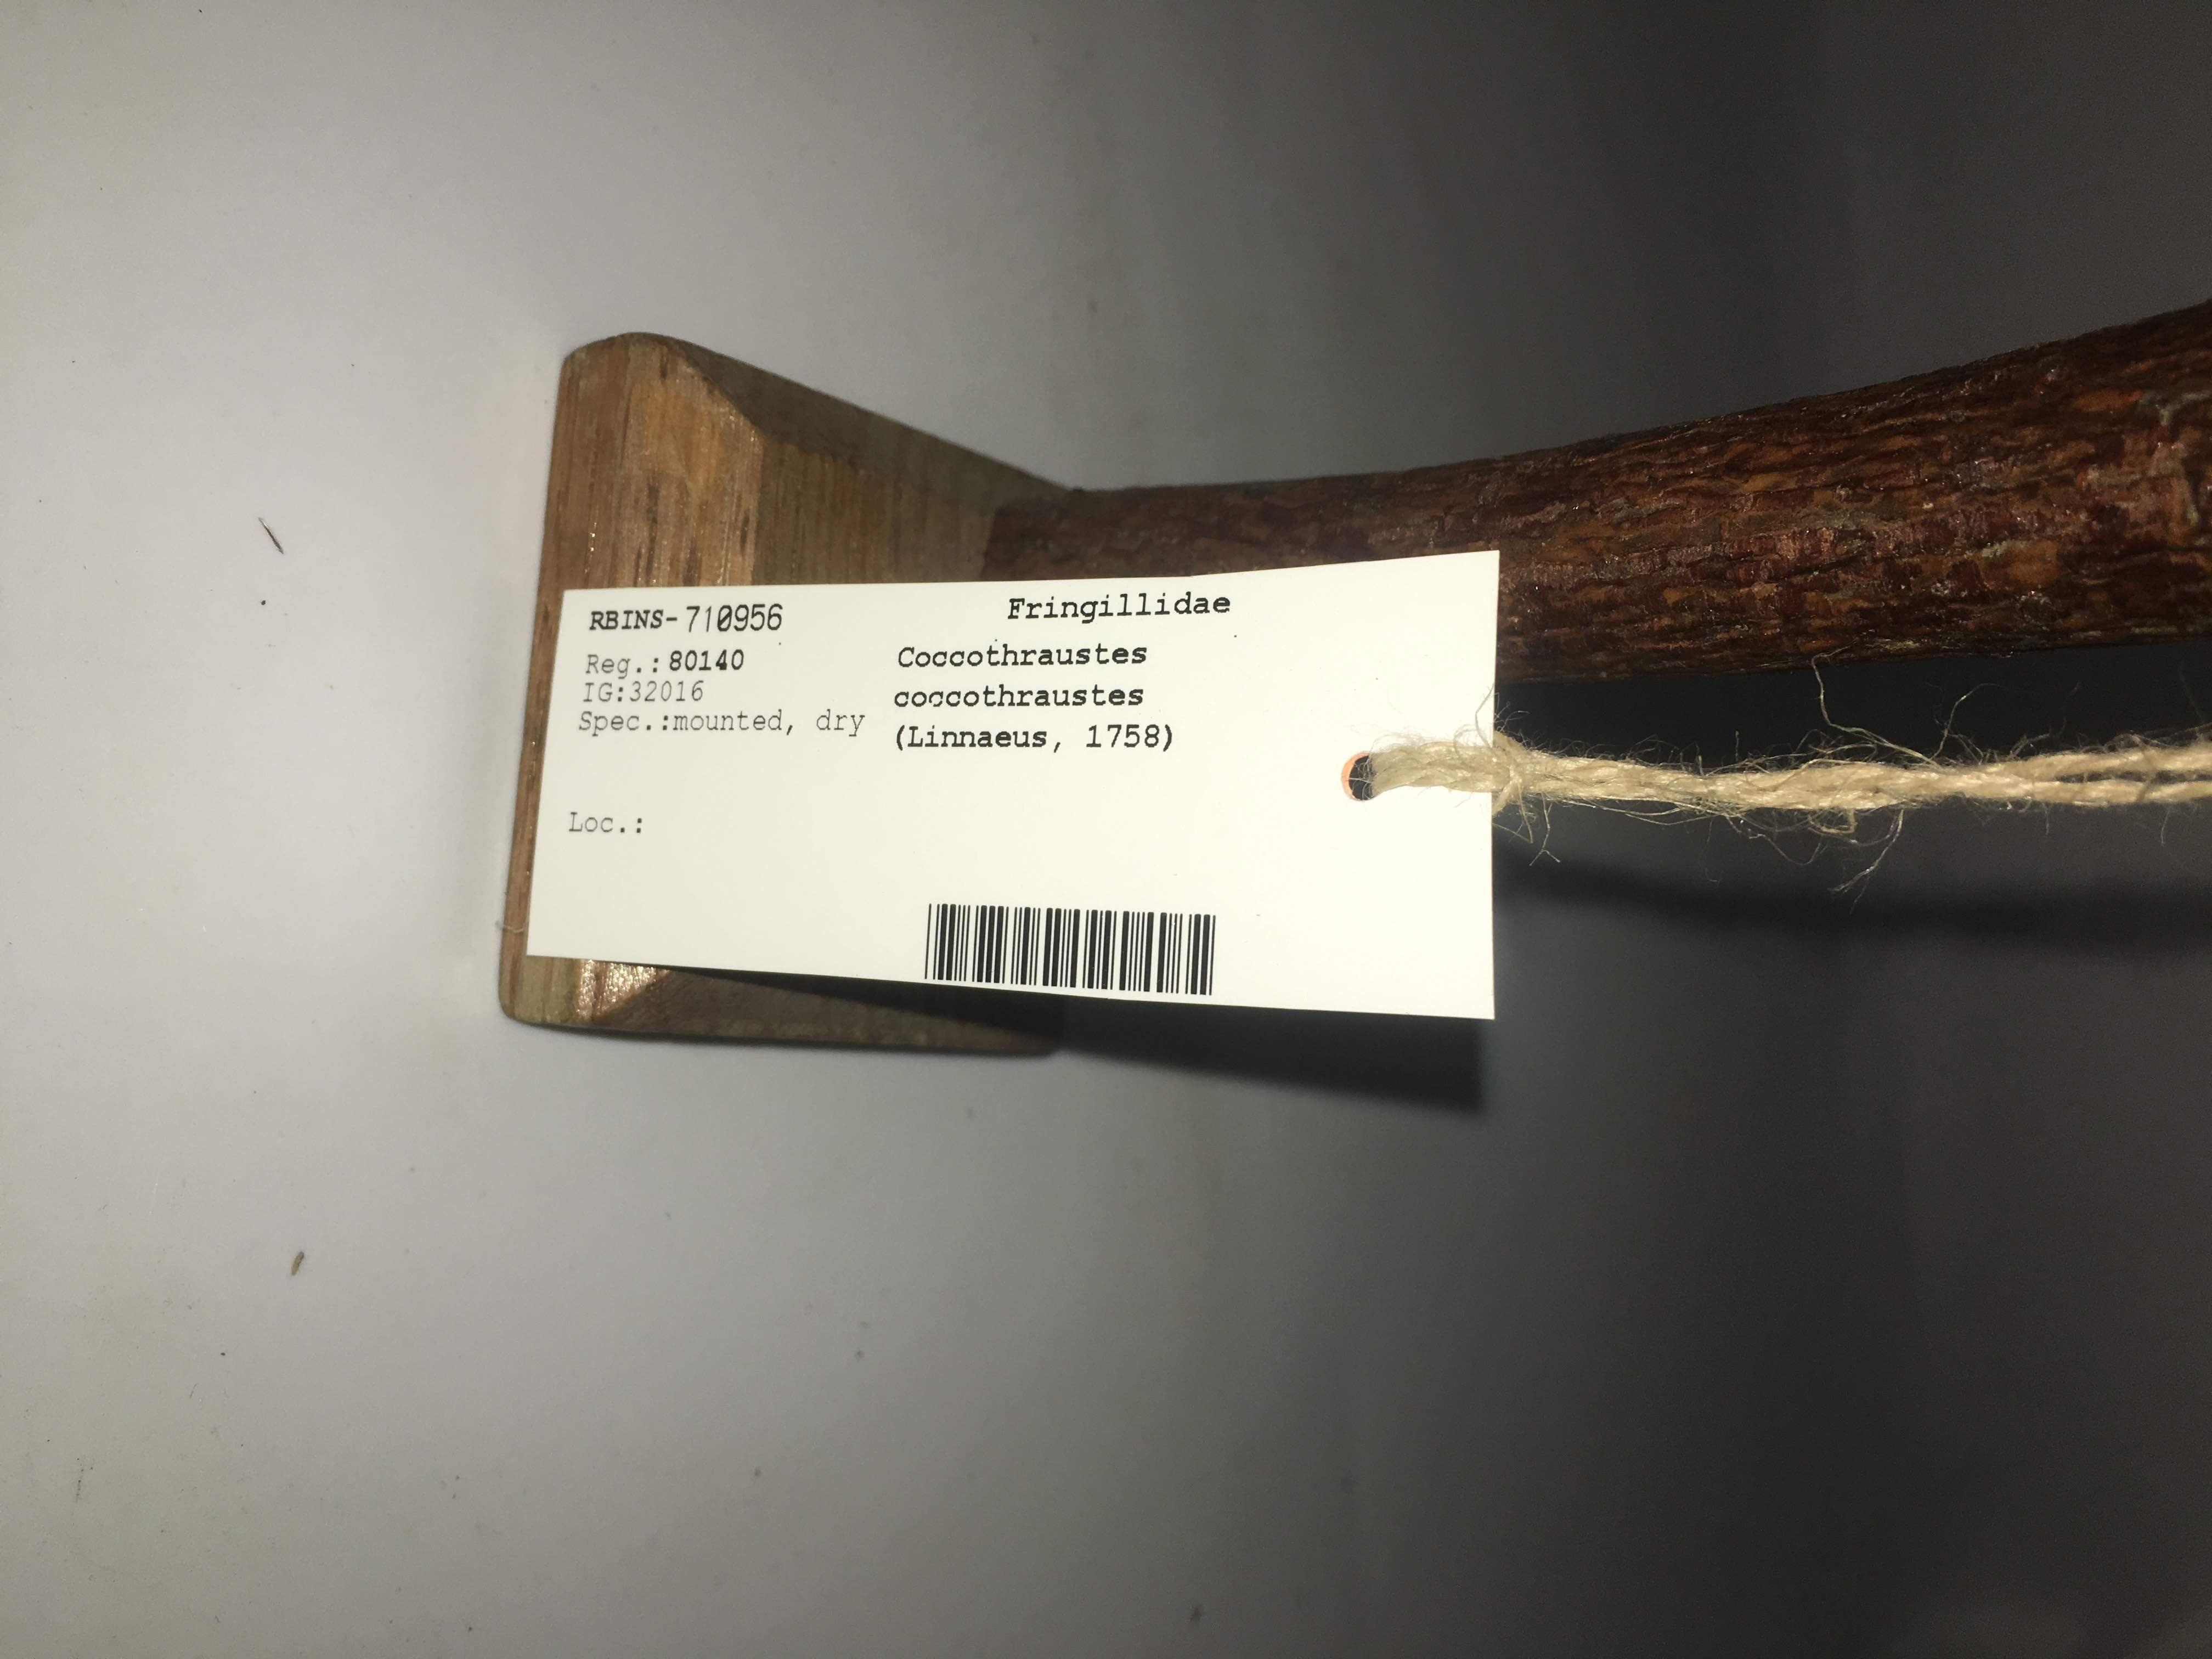 RBINS-710956
Reg.:80140
IG:32016
Spec.:mounted, dry
Loc.:
Fringillidae
Coccothraustes
coccothraustes
(Linnaeus, 1758)